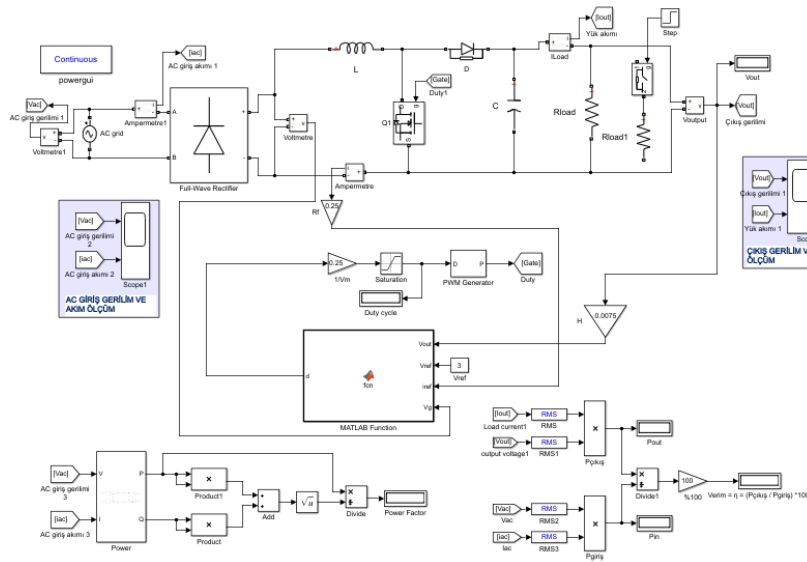 Continuous
powergui
[iac]
AC giriş akımı 1
[Vac]
AC giriş gerilimi 1
Voltmetre1
Ampermetre1
AC grid
A
B
Full-Wave Rectifier
Voltmetre
L
Q1
[Gate]
Duty1
D
C
ILoad
[Iout]
Yük akımı
Step
Rload
Rload1
Voutput
Vout
[Vout]
Çıkış gerilimi
Ampermetre
0.25
Rf
[Vac]
AC giriş gerilimi
2
[iac]
AC giriş akımı 2
Scope1
AC GİRİŞ GERİLİM VE
AKIM ÖLÇÜM
[Vout]
Çıkış gerilimi 1
[Iout]
Yük akımı 1
ÇIKIŞ GERİLİM
ÖLÇÜM
0.25
1/Vm
Saturation
Duty cycle
D
P
PWM Generator
[Gate]
Duty
0.0075
H
d
fcn
Vout
Vref
iref
Vg
MATLAB Function
3
Vref
[Vac]
AC giriş gerilimi
3
[iac]
AC giriş akımı 3
V
I
P
Q
Power
Product1
Product
Add
Divide
Power Factor
[Iout]
Load current1
RMS
RMS
[Vout]
output voltage1
RMS
RMS1
Pçıkış
Pout
[Vac]
Vac
RMS
RMS2
[iac]
Iac
RMS
RMS3
Pgiriş
Pin
Divide1
100
%100
Verim = η = (Pçıkış / Pgiriş) *100